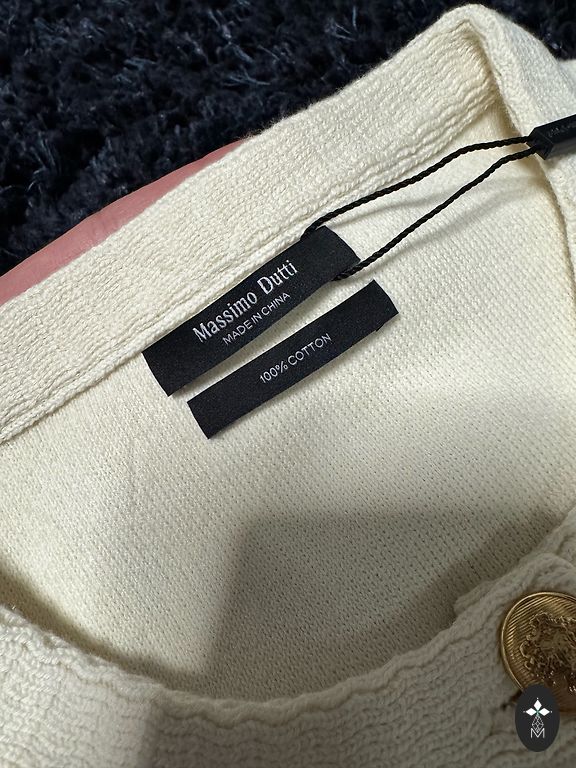 Massimo Dutti
MADE IN CHINA
100% COTTON
M